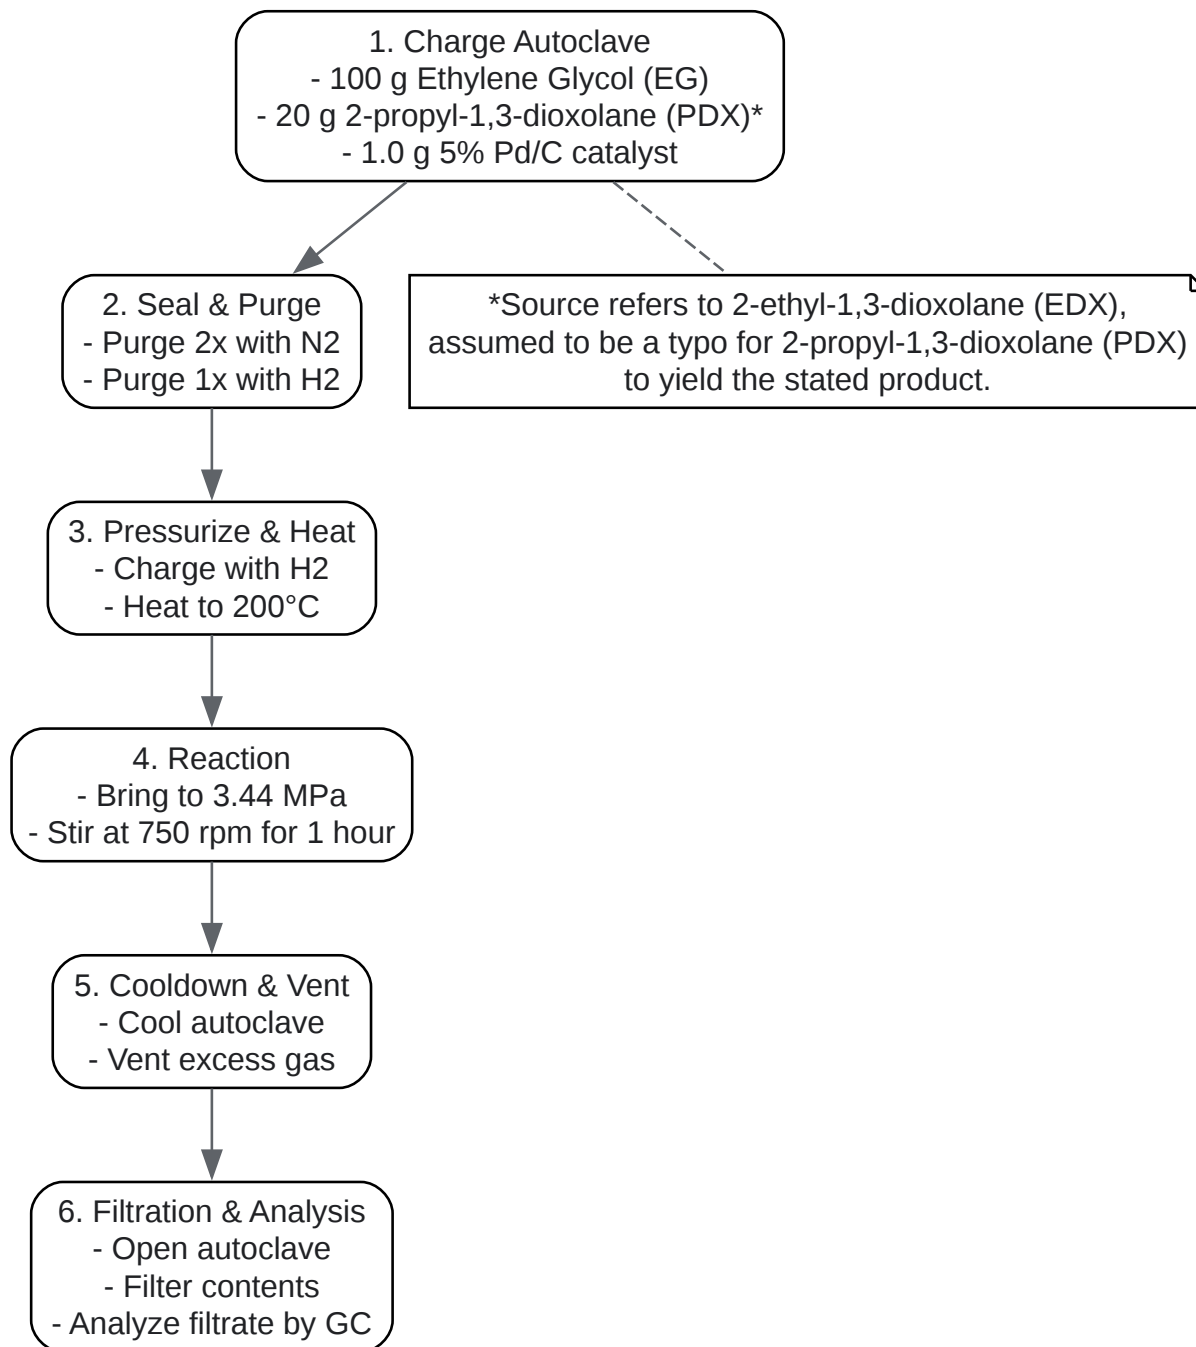 1. Charge Autoclave
- 100 g Ethylene Glycol (EG)
- 20 g 2-propyl-1,3-dioxolane (PDX)*
- 1.0 g 5% Pd/C catalyst
2. Seal & Purge
- Purge 2x with N2
- Purge 1x with H2
*Source refers to 2-ethyl-1,3-dioxolane (EDX),
assumed to be a typo for 2-propyl-1,3-dioxolane (PDX)
to yield the stated product.
3. Pressurize & Heat
- Charge with H2
- Heat to 200°C
4. Reaction
- Bring to 3.44 MPa
- Stir at 750 rpm for 1 hour
5. Cooldown & Vent
- Cool autoclave
- Vent excess gas
6. Filtration & Analysis
- Open autoclave
- Filter contents
- Analyze filtrate by GC